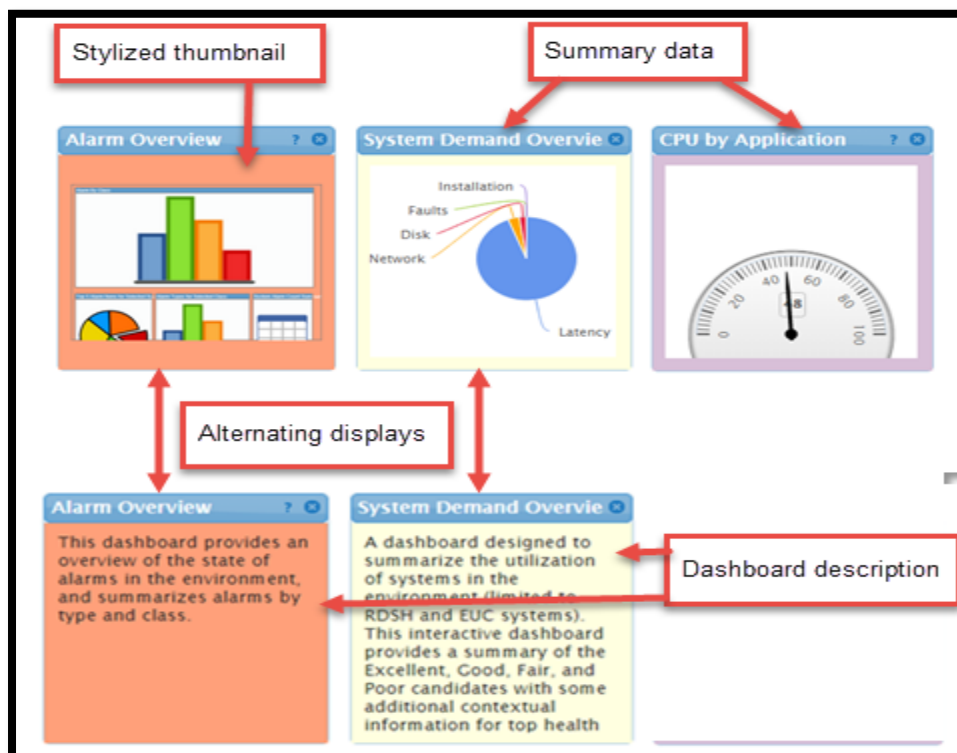 Stylized thumbnail
Summary data
Alarm Overview ?
System Demand Overvie
CPU by Application ?
Installation
Faults
Disk
Network
Latency
0 20 40 60 80 100
48
Alternating displays
Alarm Overview ?
System Demand Overvie
This dashboard provides an
overview of the state of
alarms in the environment,
and summarizes alarms by
type and class.
A dashboard designed to
summarize the utilization
of systems in the
environment (limited to
RDSH and EUC systems).
This interactive dashboard
provides a summary of the
Excellent, Good, Fair, and
Poor candidates with some
additional contextual
information for top health
Dashboard description